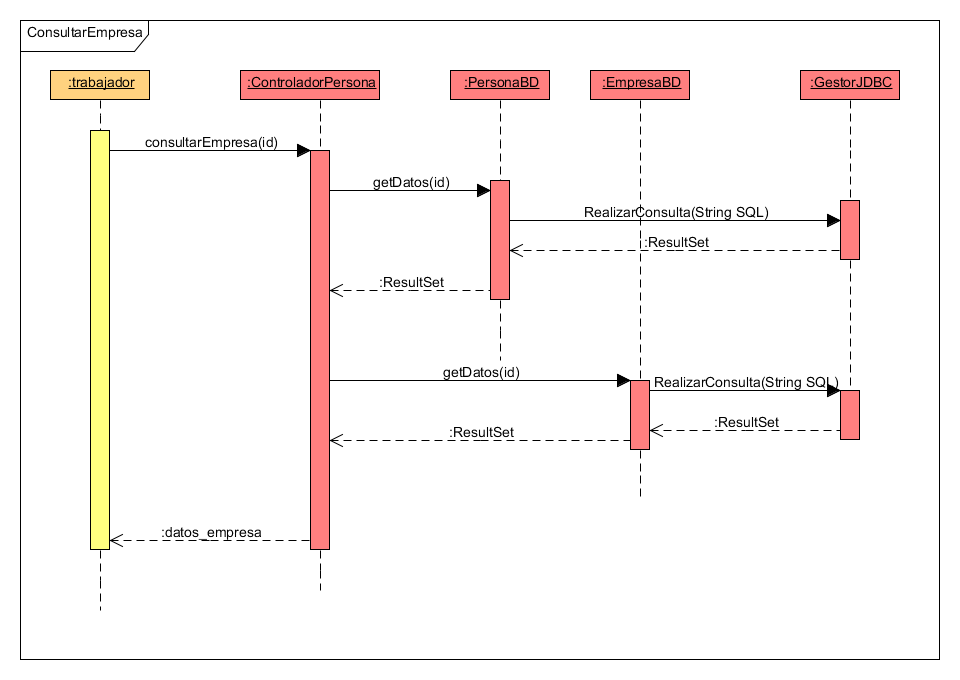 ConsultarEmpresa
:trabajador
:ControladorPersona
:PersonaBD
:EmpresaBD
:GestorJDBC
consultarEmpresa(id)
getDatos(id)
RealizarConsulta(String SQL)
:ResultSet
:ResultSet
getDatos(id)
RealizarConsulta(String SQL)
:ResultSet
:ResultSet
:datos_empresa